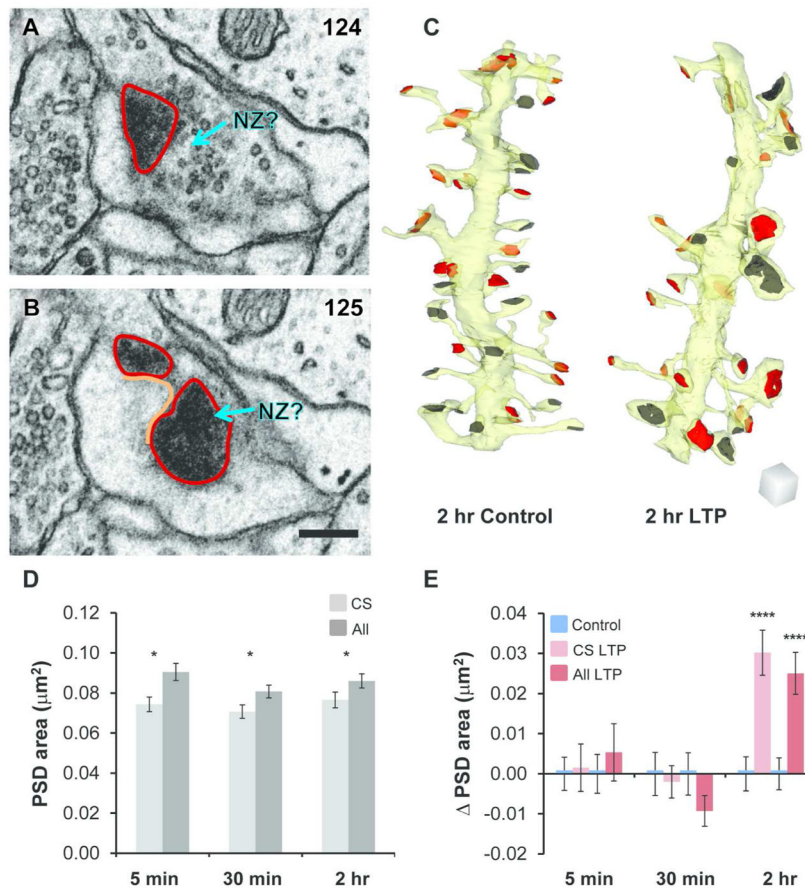 A
124
NZ?
B
125
NZ?
C
2 hr Control
2 hr LTP
D
PSD area (μm²)
0.12
0.10
0.08
0.06
0.04
0.02
0.00
CS
All
*
*
*
5 min
30 min
2 hr
E
Δ PSD area (μm²)
0.04
0.03
0.02
0.01
0.00
-0.01
-0.02
Control
CS LTP
All LTP
****
****
5 min
30 min
2 hr